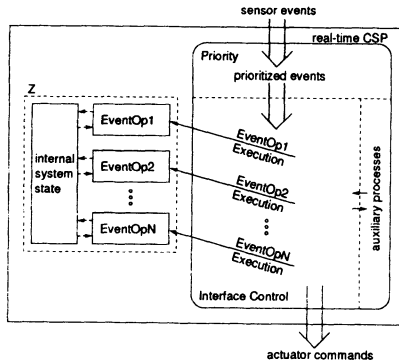 sensor events
real-time CSP
Priority
prioritized events
Z
EventOp1
EventOp2
EventOpN
internal
system
state
EventOp1
Execution
EventOp2
Execution
EventOpN
Execution
auxiliary processes
Interface Control
actuator commands